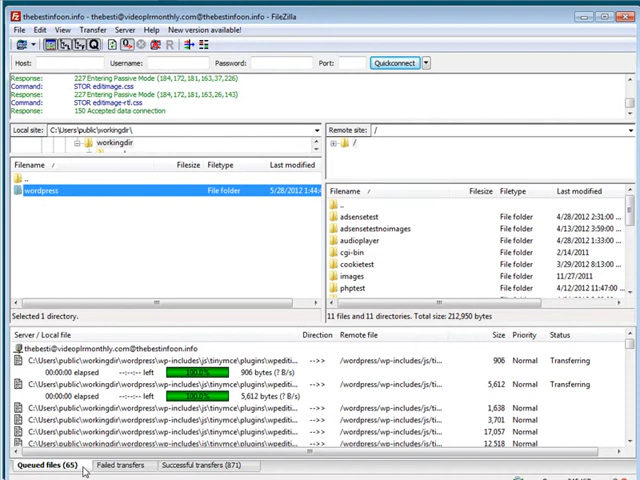 thebestinfoon.info - thebesti@videoplrmonthly.com@thebestinfoon.info - FileZilla
File Edit View Transfer Server Help New version available!
Host: Username: Password: Port: Quickconnect
Response: 227 Entering Passive Mode (184,172,181,163,37,226)
Command: STOR editimage.css
Response: 227 Entering Passive Mode (184,172,181,163,26,143)
Command: STOR editimage-rtl.css
Response: 150 Accepted data connection
Local site: C:\Users\public\workingdir\
workingdir
Remote site: /
/
Filename / Filesize Filetype Last modified
..
wordpress File folder 5/28/2012 1:44:
Filename / Filesize Filetype Last modified
..
adsensetest File folder 4/28/2012 2:31:00 ...
adsensetestnoimages File folder 4/13/2012 3:59:00 ...
audioplayer File folder 4/28/2012 1:33:00 ...
cgi-bin File folder 2/14/2011
cookietest File folder 3/29/2012 8:13:00 ...
images File folder 11/27/2011
phptest File folder 4/12/2012 11:47:00 ...
Selected 1 directory.
11 files and 11 directories. Total size: 212,950 bytes
Server / Local file Direction Remote file Size Priority Status
thebesti@videoplrmonthly.com@thebestinfoon.info
C:\Users\public\workingdir\wordpress\wp-includes\js\tinymce\plugins\wpediti... -->> /wordpress/wp-includes/js/ti... 906 Normal Transferring
00:00:00 elapsed --:--:-- left 100.0% 906 bytes (? B/s)
C:\Users\public\workingdir\wordpress\wp-includes\js\tinymce\plugins\wpediti... -->> /wordpress/wp-includes/js/ti... 5,612 Normal Transferring
00:00:00 elapsed --:--:-- left 100.0% 5,612 bytes (? B/s)
C:\Users\public\workingdir\wordpress\wp-includes\js\tinymce\plugins\wpediti... -->> /wordpress/wp-includes/js/ti... 1,638 Normal
C:\Users\public\workingdir\wordpress\wp-includes\js\tinymce\plugins\wpediti... -->> /wordpress/wp-includes/js/ti... 3,701 Normal
C:\Users\public\workingdir\wordpress\wp-includes\js\tinymce\plugins\wpediti... -->> /wordpress/wp-includes/js/ti... 17,057 Normal
C:\Users\public\workingdir\wordpress\wp-includes\js\tinymce\plugins\wpediti... -->> /wordpress/wp-includes/js/ti... 12,518 Normal
Queued files (65) Failed transfers Successful transfers (871)